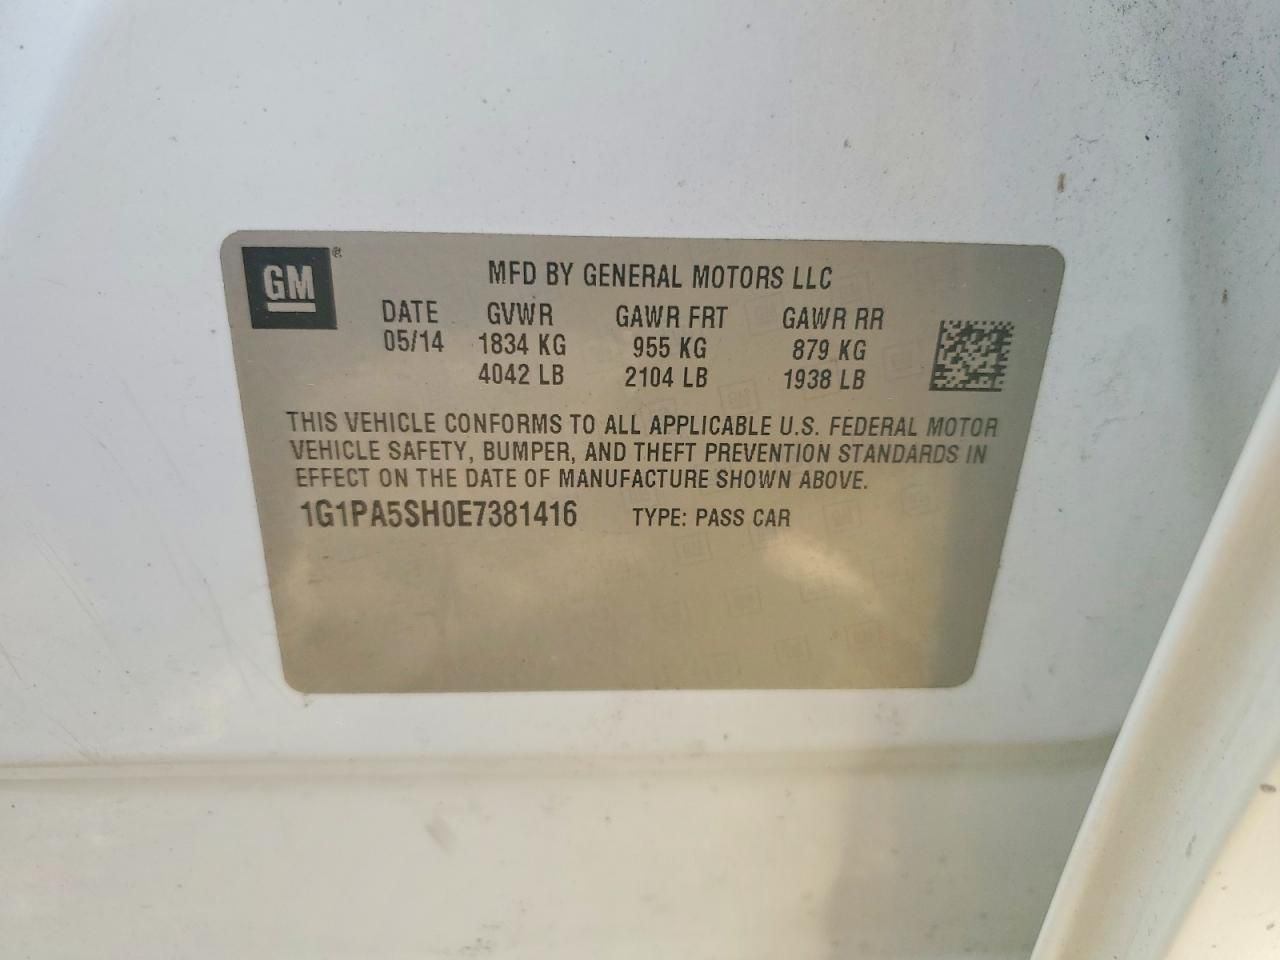 GM ®
MFD BY GENERAL MOTORS LLC
DATE GVWR GAWR FRT GAWR RR
05/14 1834 KG 955 KG 879 KG
4042 LB 2104 LB 1938 LB
THIS VEHICLE CONFORMS TO ALL APPLICABLE U.S. FEDERAL MOTOR
VEHICLE SAFETY, BUMPER, AND THEFT PREVENTION STANDARDS IN
EFFECT ON THE DATE OF MANUFACTURE SHOWN ABOVE.
1G1PA5SH0E7381416 TYPE: PASS CAR